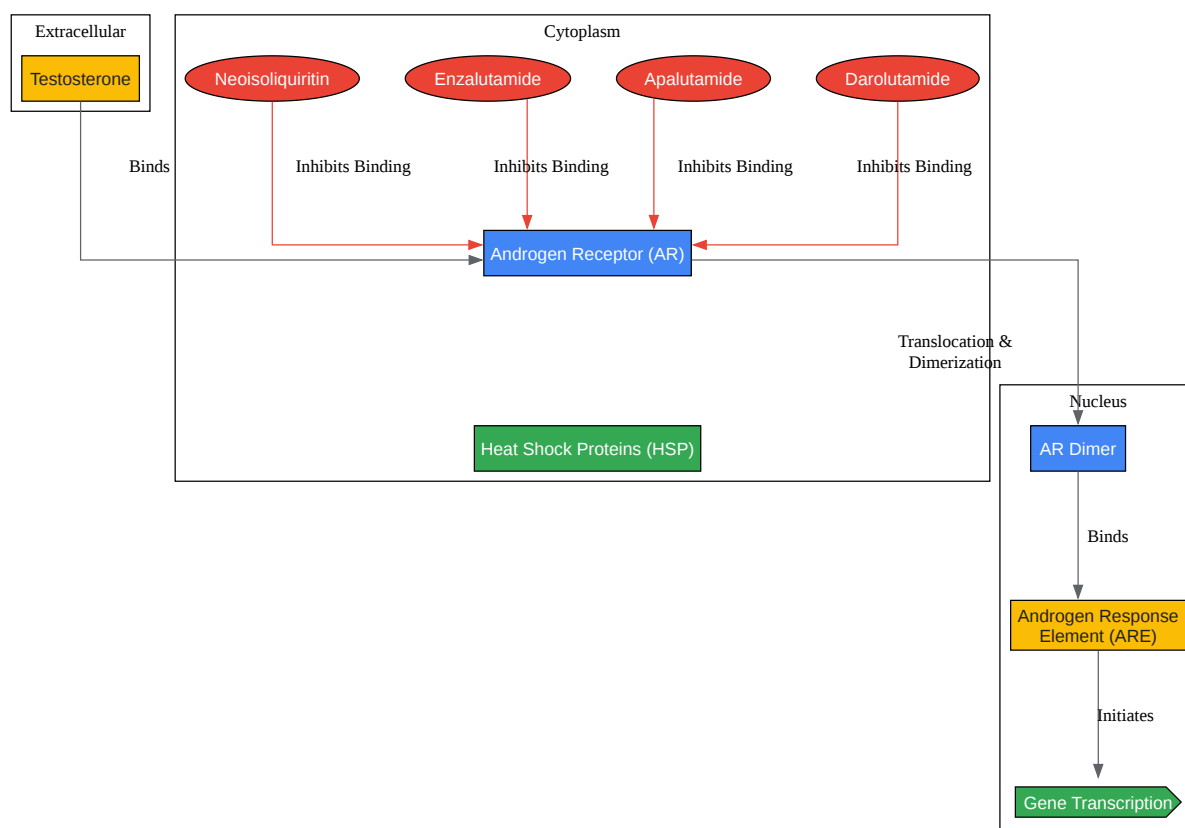 Extracellular
Cytoplasm
Testosterone
Neoisoliquiritin
Enzalutamide
Apalutamide
Darolutamide
Binds
Inhibits Binding
Inhibits Binding
Inhibits Binding
Inhibits Binding
Androgen Receptor (AR)
Translocation &
Dimerization
Nucleus
Heat Shock Proteins (HSP)
AR Dimer
Binds
Androgen Response
Element (ARE)
Initiates
Gene Transcription